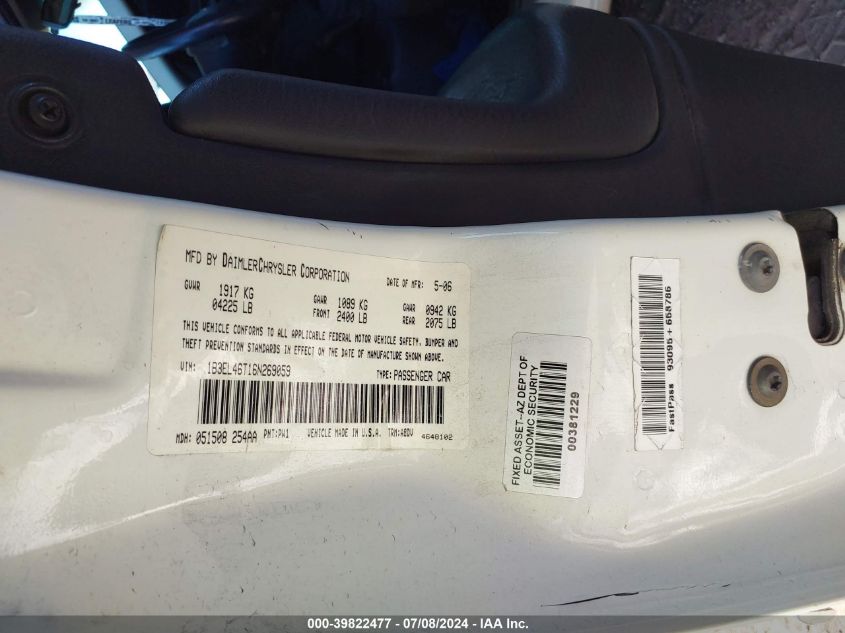 MFD BY DAIMLERCHRYSLER CORPORATION DATE OF MFR: 5-06
GVWR 1917 KG GAWR 1089 KG GAWR 0942 KG
04225 LB FRONT 2400 LB REAR 2075 LB
THIS VEHICLE CONFORMS TO ALL APPLICABLE FEDERAL MOTOR VEHICLE SAFETY, BUMPER AND
THEFT PREVENTION STANDARDS IN EFFECT ON THE DATE OF MANUFACTURE SHOWN ABOVE.
VIN: 1B3EL46T16N269059 TYPE: PASSENGER CAR
MDH: 051508 254AA PNT: PW1 VEHICLE MADE IN U.S.A. TRM: A8DV 4648102
FIXED ASSET--AZ DEPT OF
ECONOMIC SECURITY
00381229
FastPass 93095 + 658786
000-39822477 - 07/08/2024 - IAA Inc.